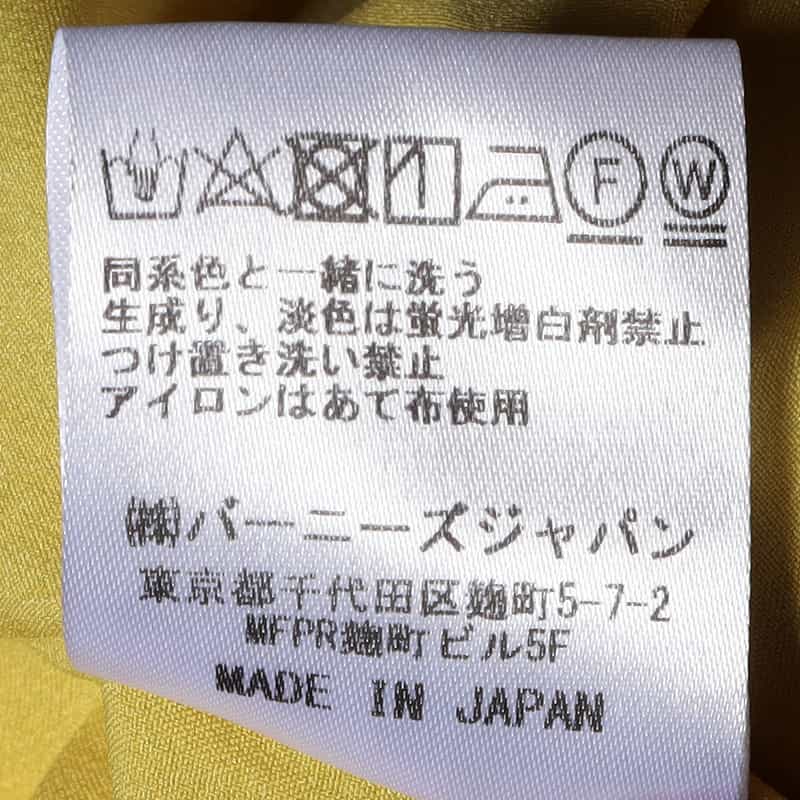 F W
同系色と一緒に洗う
生成り、淡色は蛍光増白剤禁止
つけ置き洗い禁止
アイロンはあて布使用
㈱バーニーズジャパン
東京都千代田区麹町5-7-2
MFPR麹町ビル5F
MADE IN JAPAN